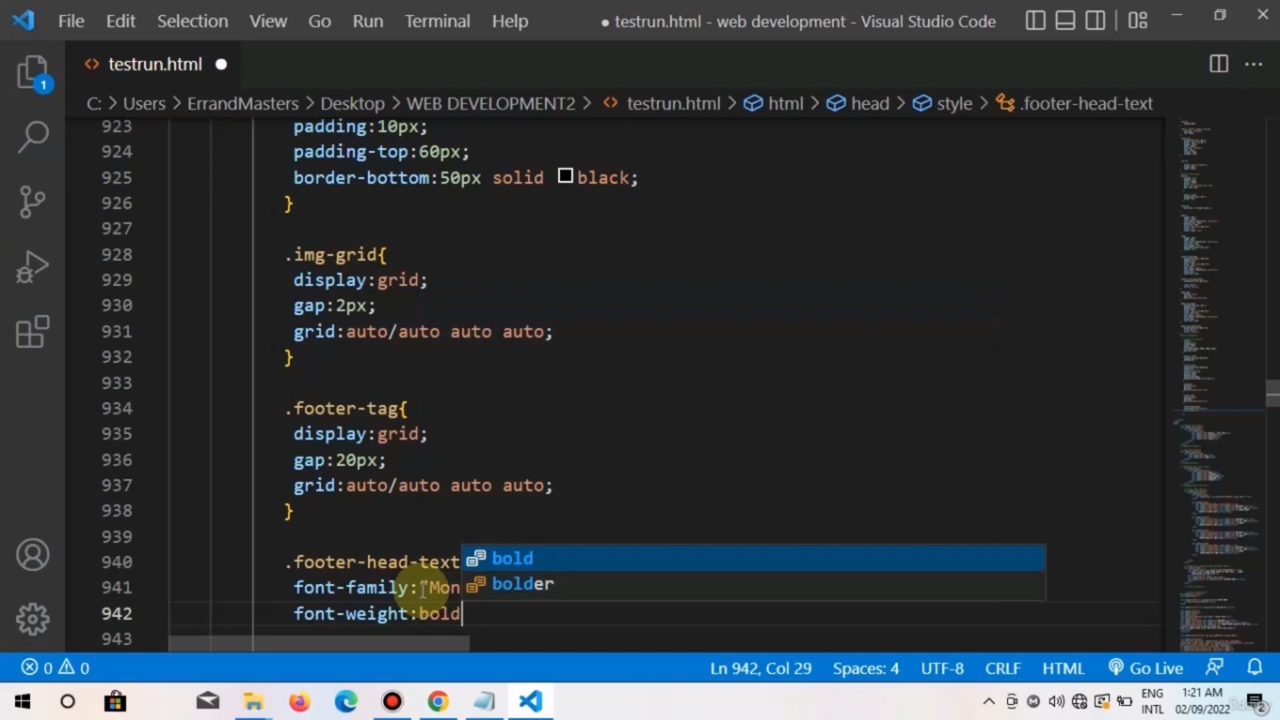 File Edit Selection View Go Run Terminal Help ● testrun.html - web development - Visual Studio Code
testrun.html
C: > Users > ErrandMasters > Desktop > WEB DEVELOPMENT2 > testrun.html > html > head > style > .footer-head-text
923 padding:10px;
924 padding-top:60px;
925 border-bottom:50px solid black;
926 }
927
928 .img-grid{
929 display:grid;
930 gap:2px;
931 grid:auto/auto auto auto;
932 }
933
934 .footer-tag{
935 display:grid;
936 gap:20px;
937 grid:auto/auto auto auto;
938 }
939
940 .footer-head-text
bold
941 font-family:"Mon
bolder
942 font-weight:bold
943
1
0 0 Ln 942, Col 29 Spaces: 4 UTF-8 CRLF HTML Go Live
ENG 1:21 AM
INTL 02/09/2022 2